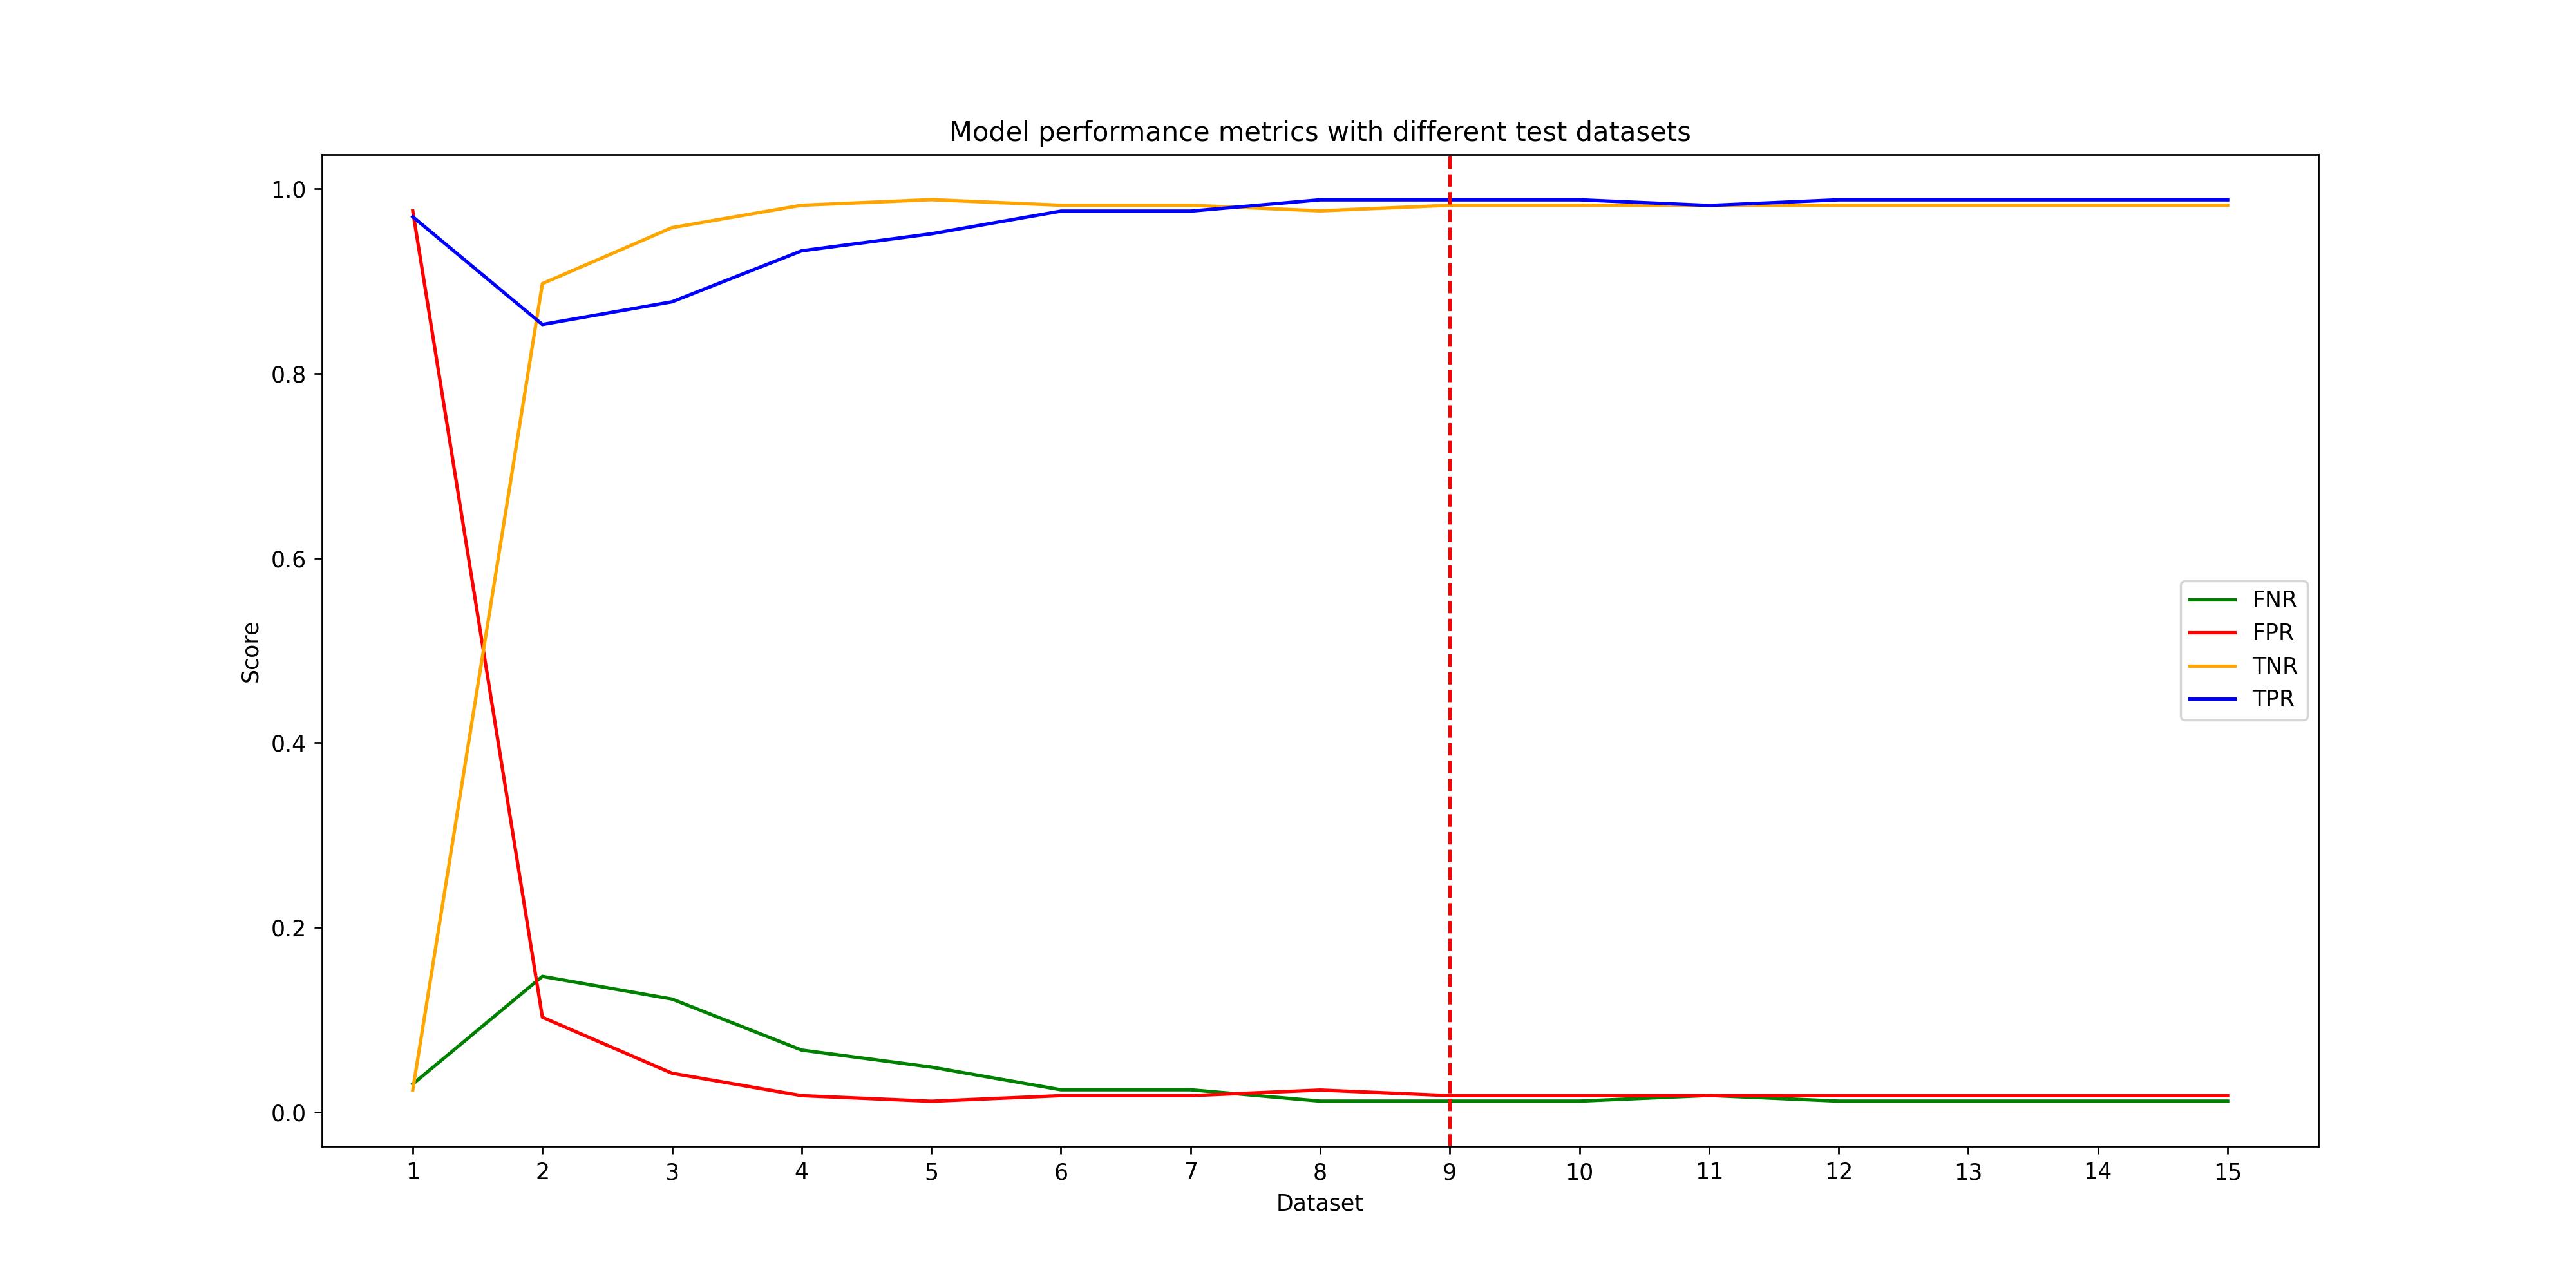 Model performance metrics with different test datasets
1.0
0.8
0.6
0.4
0.2
0.0
Score
FNR
FPR
TNR
TPR
1 2 3 4 5 6 7 8 9 10 11 12 13 14 15
Dataset